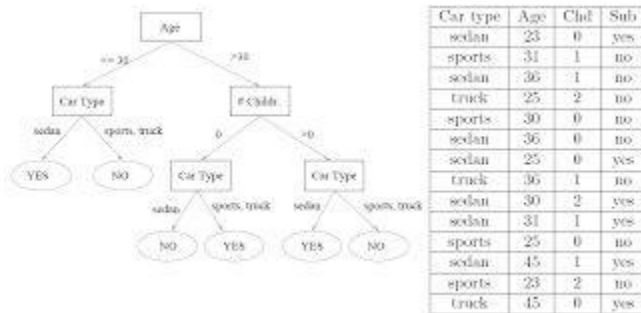 Age
<= 30 >30
Car Type # Childr.
sedan sports, truck 0 >0
YES NO Car Type Car Type
sedan sports, truck sedan sports, truck
NO YES YES NO
Car type Age Chd Sub
sedan 23 0 yes
sports 31 1 no
sedan 36 1 no
truck 25 2 no
sports 30 0 no
sedan 36 0 no
sedan 25 0 yes
truck 36 1 no
sedan 30 2 yes
sedan 31 1 yes
sports 25 0 no
sedan 45 1 yes
sports 23 2 no
truck 45 0 yes